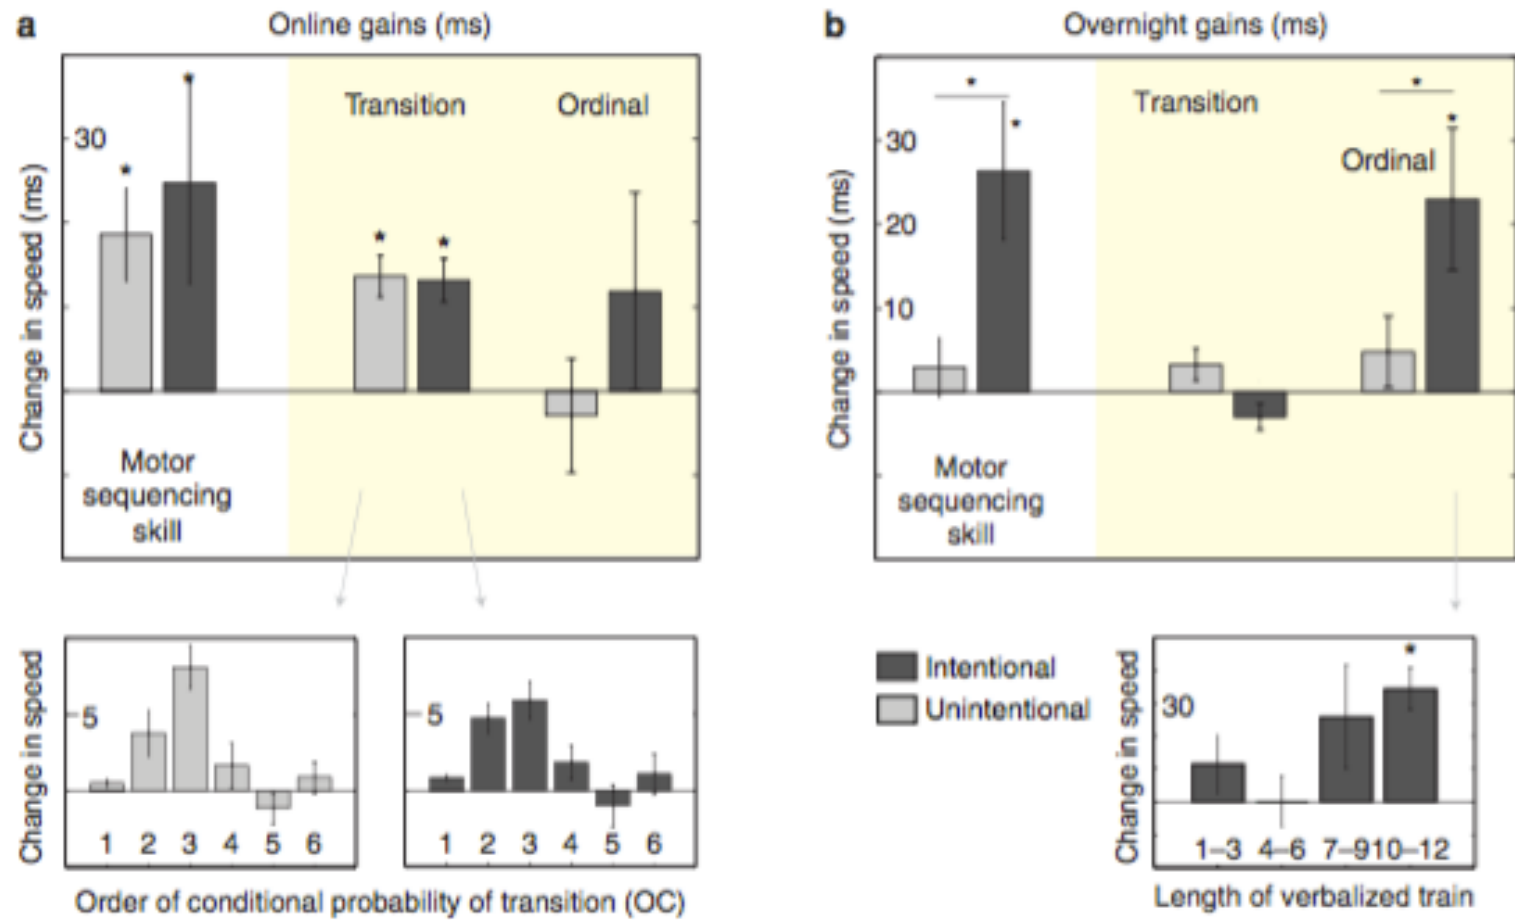 a
Online gains (ms)
Change in speed (ms)
30
*
*
Transition
*
*
Ordinal
Motor
sequencing
skill
Change in speed
5
1 2 3 4 5 6
5
1 2 3 4 5 6
Order of conditional probability of transition (OC)
b
Overnight gains (ms)
Change in speed (ms)
30
20
10
*
*
Transition
*
*
Ordinal
Motor
sequencing
skill
Intentional
Unintentional
Change in speed
30
*
1–3 4–6 7–9 10–12
Length of verbalized train